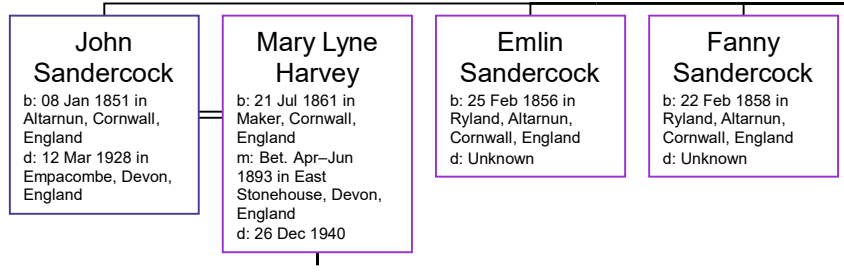 John
Sandercock
b: 08 Jan 1851 in
Altarnun, Cornwall,
England
d: 12 Mar 1928 in
Empacombe, Devon,
England
Mary Lyne
Harvey
b: 21 Jul 1861 in
Maker, Cornwall,
England
m: Bet. Apr–Jun
1893 in East
Stonehouse, Devon,
England
d: 26 Dec 1940
Emlin
Sandercock
b: 25 Feb 1856 in
Ryland, Altarnun,
Cornwall, England
d: Unknown
Fanny
Sandercock
b: 22 Feb 1858 in
Ryland, Altarnun,
Cornwall, England
d: Unknown